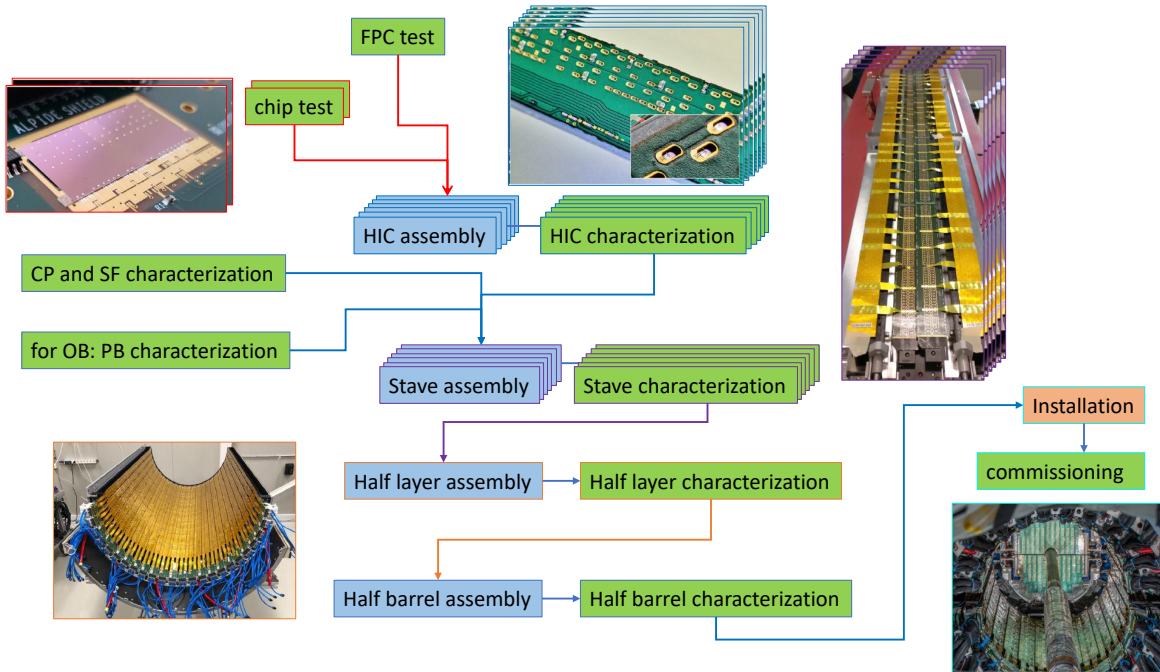 FPC test
chip test
ALPIDE SHIELD
HIC assembly
HIC characterization
CP and SF characterization
for OB: PB characterization
Stave assembly
Stave characterization
Installation
Half layer assembly
Half layer characterization
commissioning
Half barrel assembly
Half barrel characterization